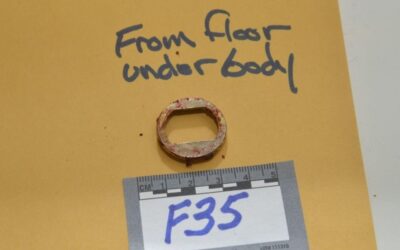 From floor
under body
CM 1 2 3 4 5
F35